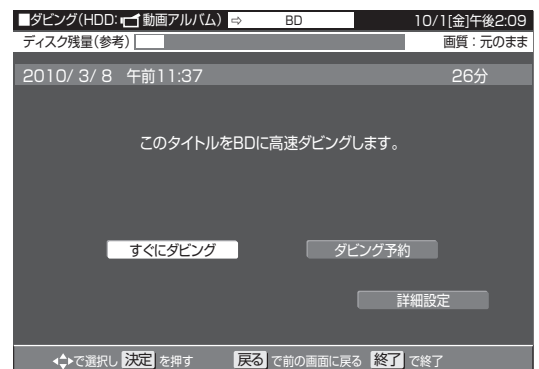 ■ダビング(HDD: 動画アルバム) ⇨ BD 10/1[金]午後2:09
ディスク残量(参考) 画質：元のまま
2010/ 3/ 8 午前11:37 26分
このタイトルをBDに高速ダビングします。
すぐにダビング ダビング予約
詳細設定
で選択し 決定 を押す 戻る で前の画面に戻る 終了 で終了